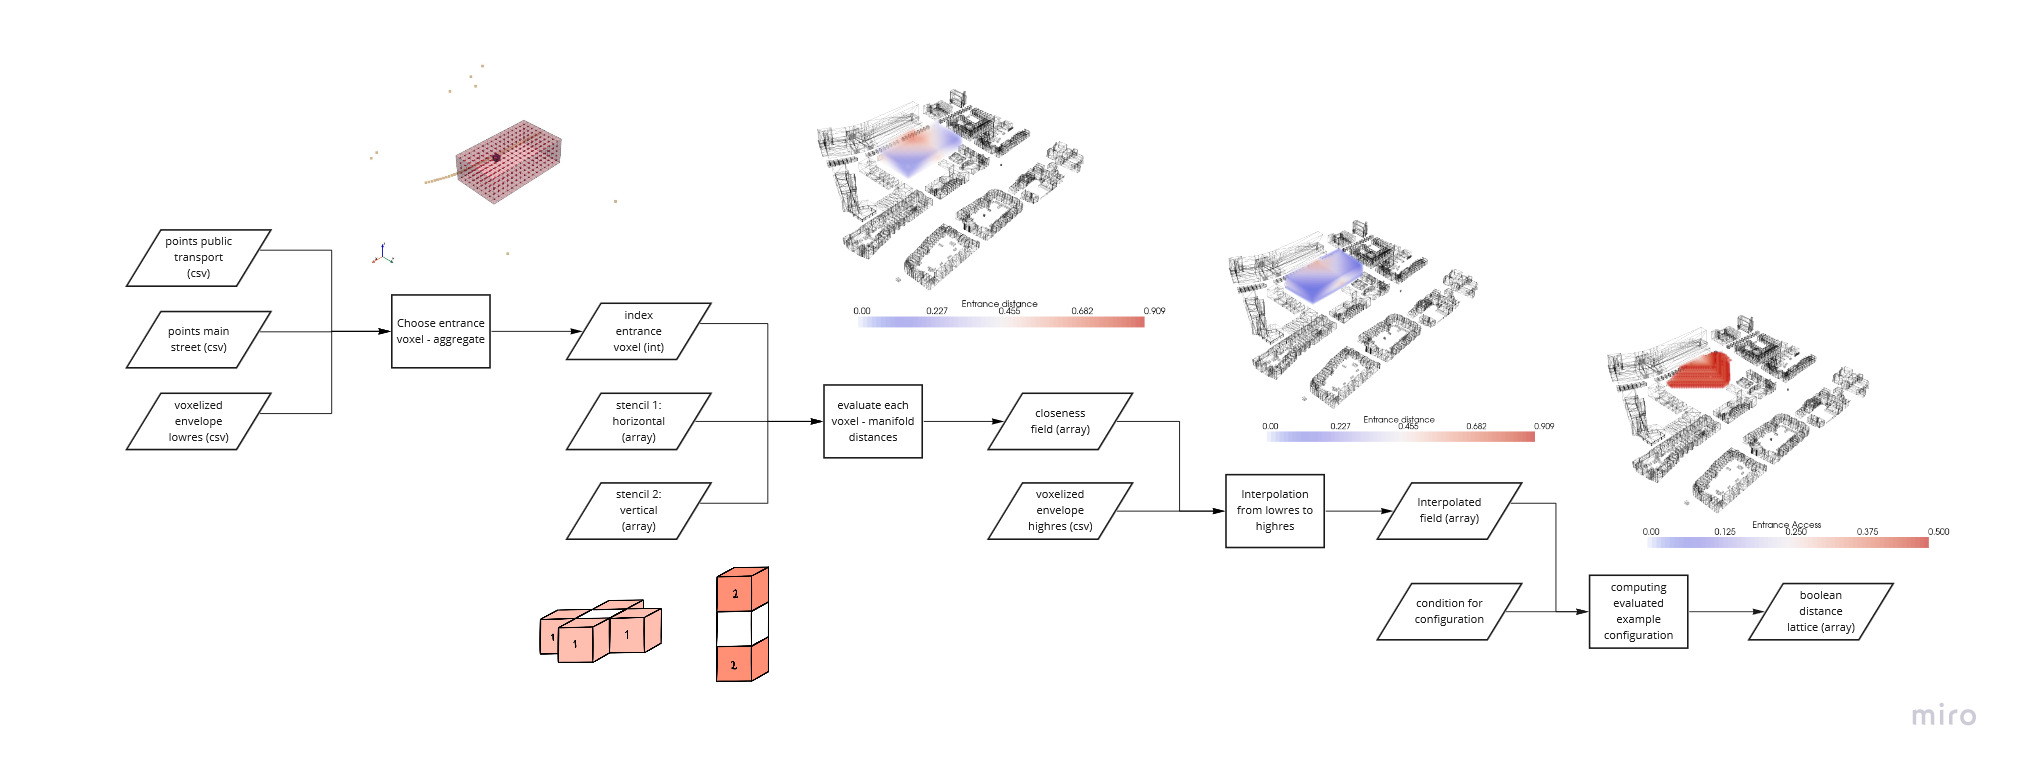 points public
transport
(csv)
points main
street (csv)
voxelized
envelope
lowres (csv)
Choose entrance
voxel - aggregate
index
entrance
voxel (int)
stencil 1:
horizontal
(array)
stencil 2:
vertical
(array)
1
1
1
2
2
Entrance distance
0.00 0.227 0.455 0.682 0.909
evaluate each
voxel - manifold
distances
closeness
field (array)
voxelized
envelope
highres (csv)
Entrance distance
0.00 0.227 0.455 0.682 0.909
Interpolation
from lowres to
highres
Interpolated
field (array)
condition for
configuration
Entrance Access
0.00 0.125 0.250 0.375 0.500
computing
evaluated
example
configuration
boolean
distance
lattice (array)
miro